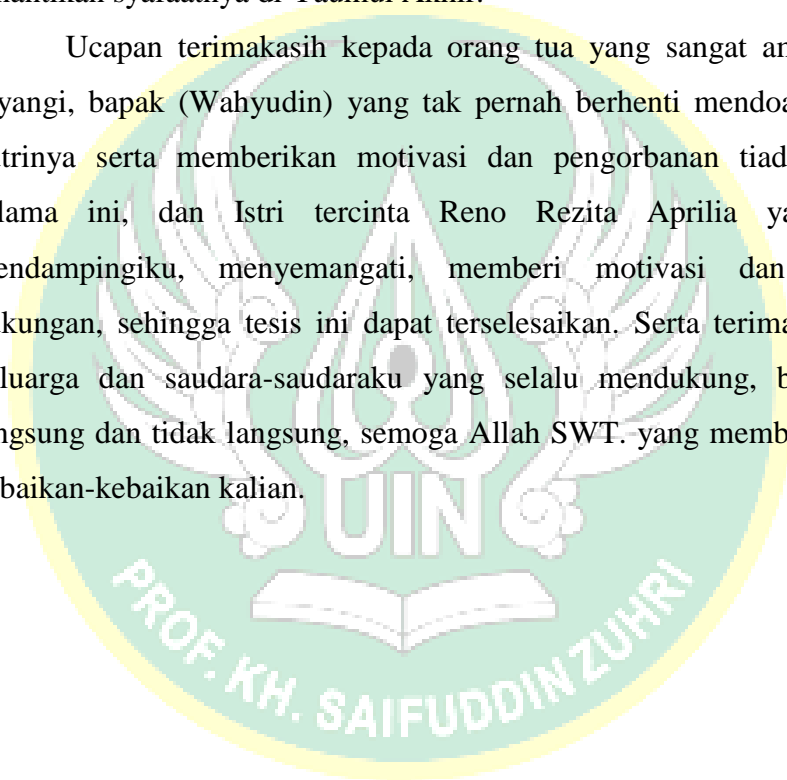 nantikan syafaatnya di Yaumul Akhir.
Ucapan terimakasih kepada orang tua yang sangat an
yangi, bapak (Wahyudin) yang tak pernah berhenti mendoa
trinya serta memberikan motivasi dan pengorbanan tiad
lama ini, dan Istri tercinta Reno Rezita Aprilia ya
endampingiku, menyemangati, memberi motivasi dan
kungan, sehingga tesis ini dapat terselesaikan. Serta terima
luarga dan saudara-saudaraku yang selalu mendukung, b
ngsung dan tidak langsung, semoga Allah SWT. yang memb
baikan-kebaikan kalian.
UIN
PROF. KH. SAIFUDDIN ZUHRI